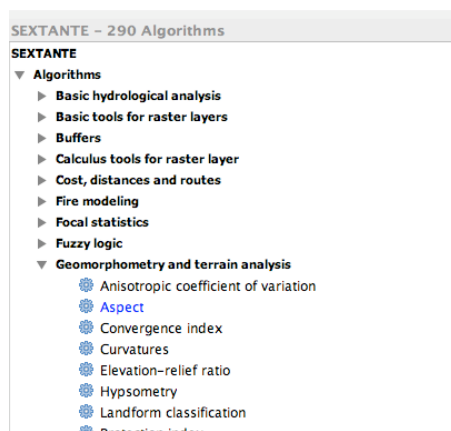 SEXTANTE – 290 Algorithms
SEXTANTE
Algorithms
Basic hydrological analysis
Basic tools for raster layers
Buffers
Calculus tools for raster layer
Cost, distances and routes
Fire modeling
Focal statistics
Fuzzy logic
Geomorphometry and terrain analysis
Anisotropic coefficient of variation
Aspect
Convergence index
Curvatures
Elevation-relief ratio
Hypsometry
Landform classification
Protection index